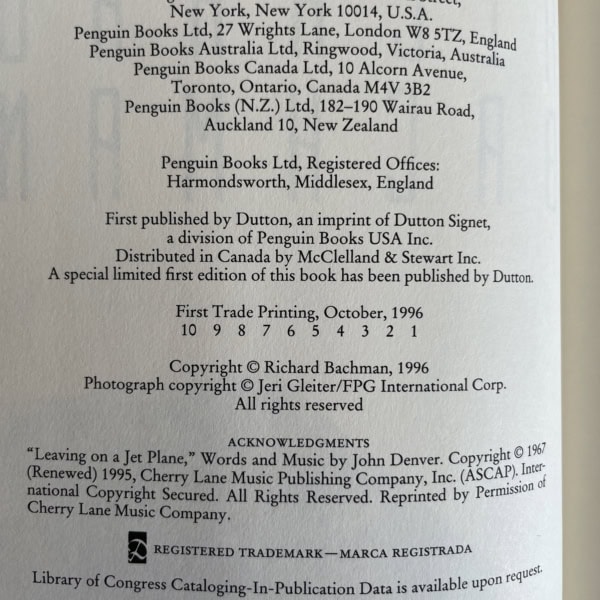 New York, New York 10014, U.S.A.
Penguin Books Ltd, 27 Wrights Lane, London W8 5TZ, England
Penguin Books Australia Ltd, Ringwood, Victoria, Australia
Penguin Books Canada Ltd, 10 Alcorn Avenue,
Toronto, Ontario, Canada M4V 3B2
Penguin Books (N.Z.) Ltd, 182–190 Wairau Road,
Auckland 10, New Zealand
Penguin Books Ltd, Registered Offices:
Harmondsworth, Middlesex, England
First published by Dutton, an imprint of Dutton Signet,
a division of Penguin Books USA Inc.
Distributed in Canada by McClelland & Stewart Inc.
A special limited first edition of this book has been published by Dutton.
First Trade Printing, October, 1996
10 9 8 7 6 5 4 3 2 1
Copyright © Richard Bachman, 1996
Photograph copyright © Jeri Gleiter/FPG International Corp.
All rights reserved
ACKNOWLEDGMENTS
“Leaving on a Jet Plane,” Words and Music by John Denver. Copyright © 1967
(Renewed) 1995, Cherry Lane Music Publishing Company, Inc. (ASCAP). Inter-
national Copyright Secured. All Rights Reserved. Reprinted by Permission of
Cherry Lane Music Company.
REGISTERED TRADEMARK—MARCA REGISTRADA
Library of Congress Cataloging-In-Publication Data is available upon request.